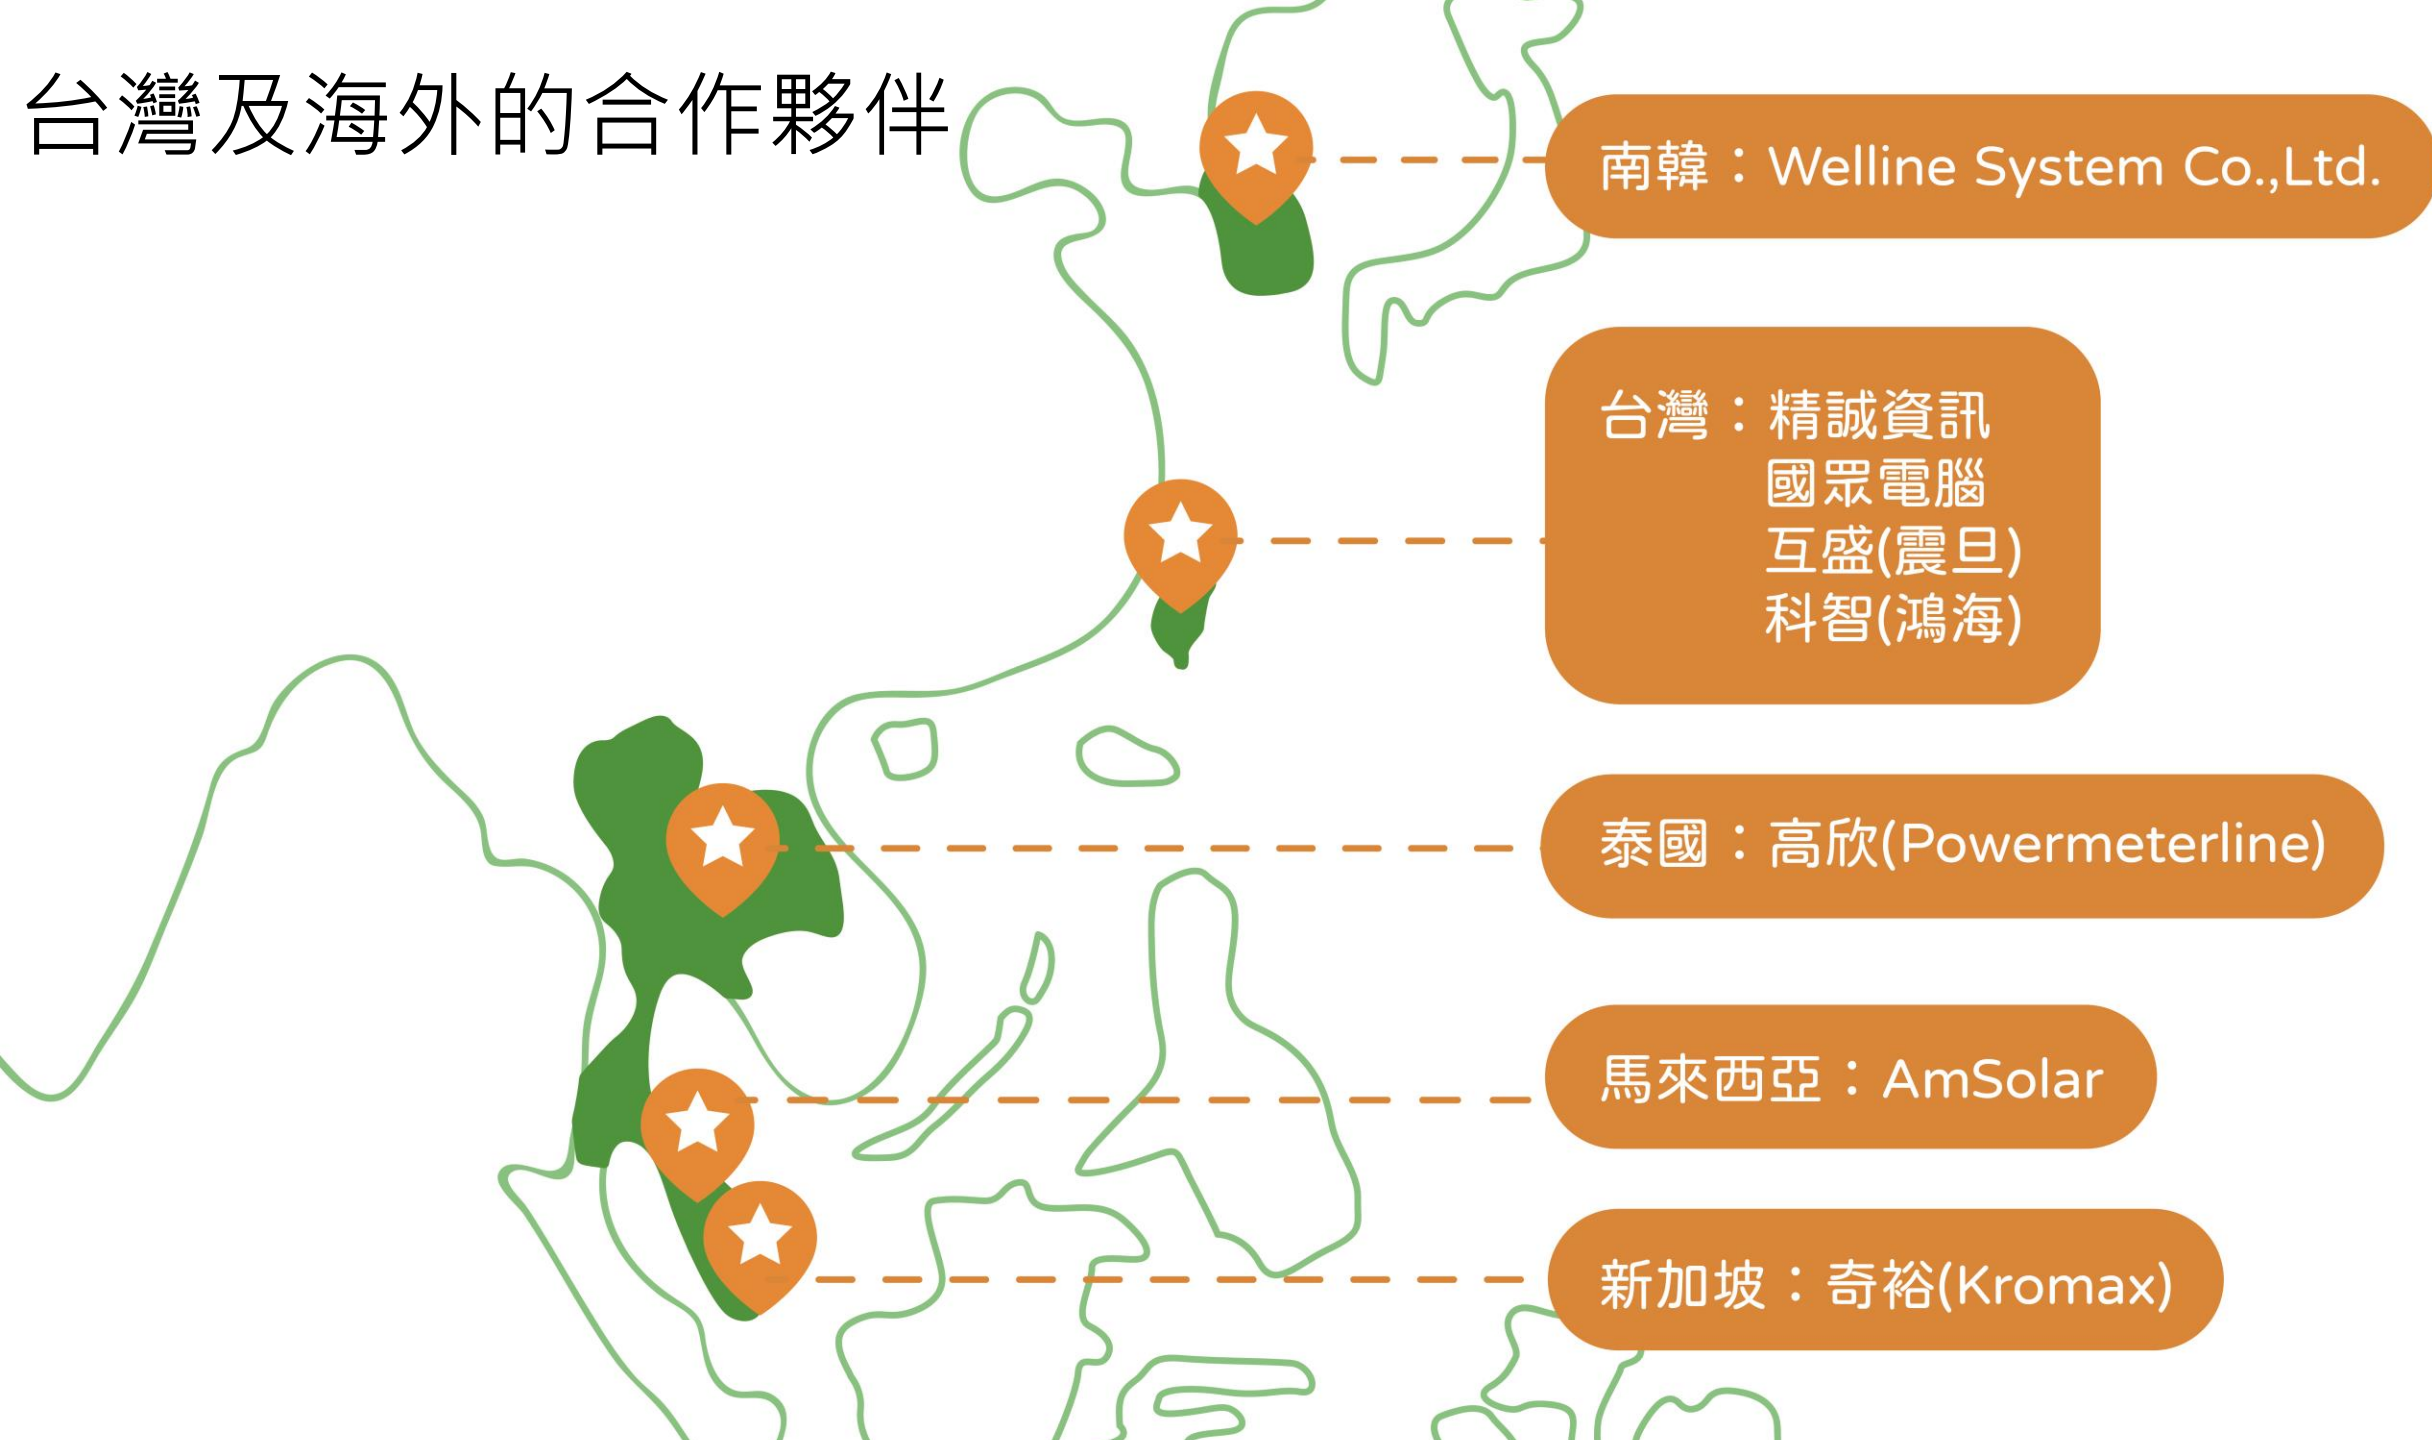 台灣及海外的合作夥伴
南韓：Welline System Co.,Ltd.
台灣：精誠資訊
國眾電腦
互盛(震旦)
科智(鴻海)
泰國：高欣(Powermeterline)
馬來西亞：AmSolar
新加坡：奇裕(Kromax)